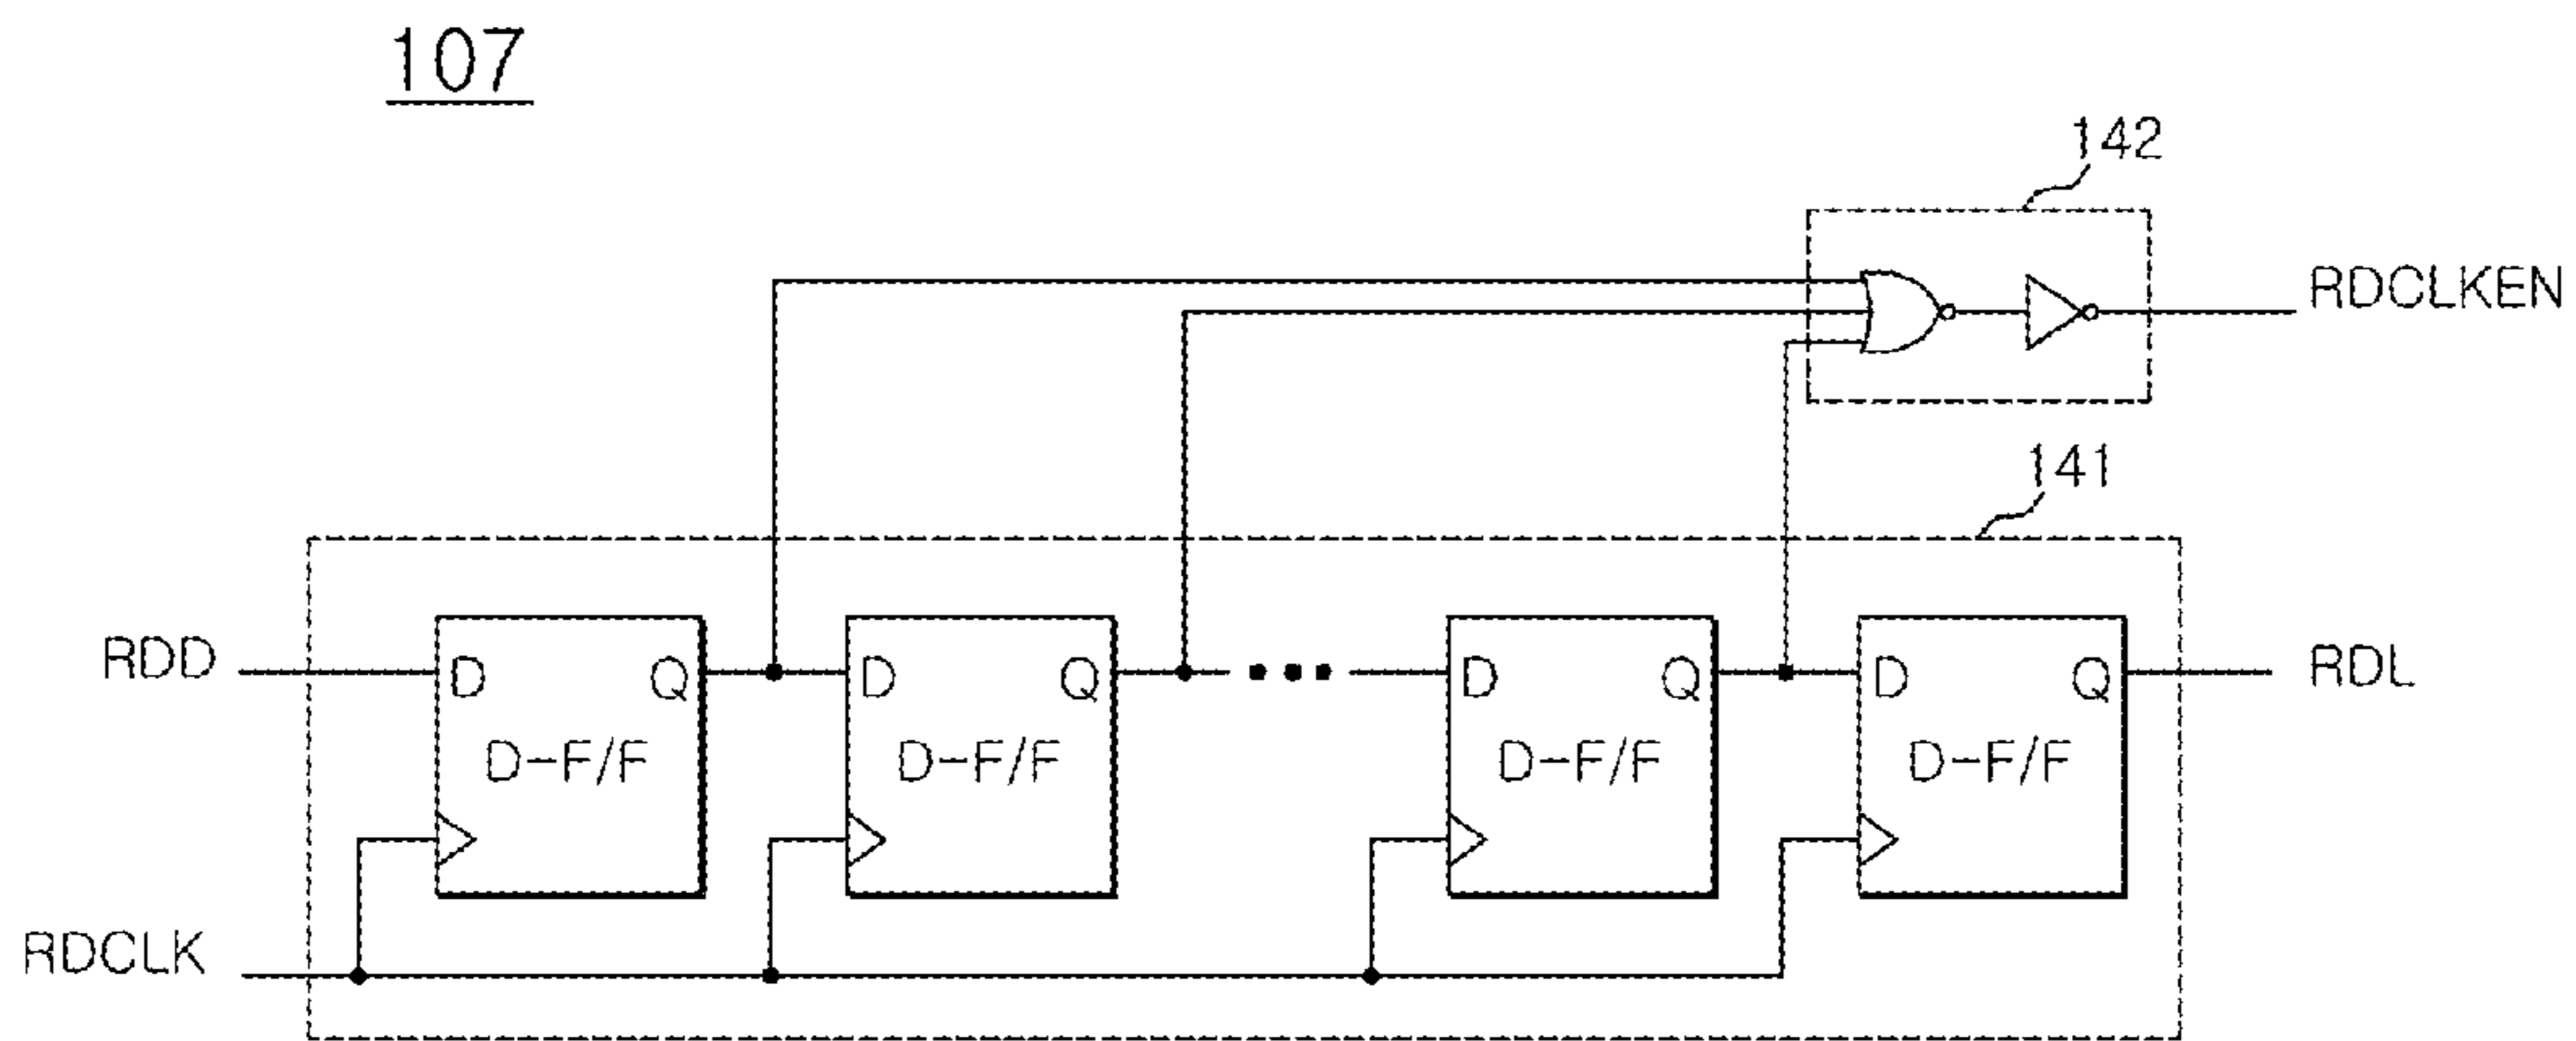 107
142
RDCLKEN
141
RDD
D Q
D Q
D Q
D Q
RDL
D-F/F
D-F/F
D-F/F
D-F/F
RDCLK